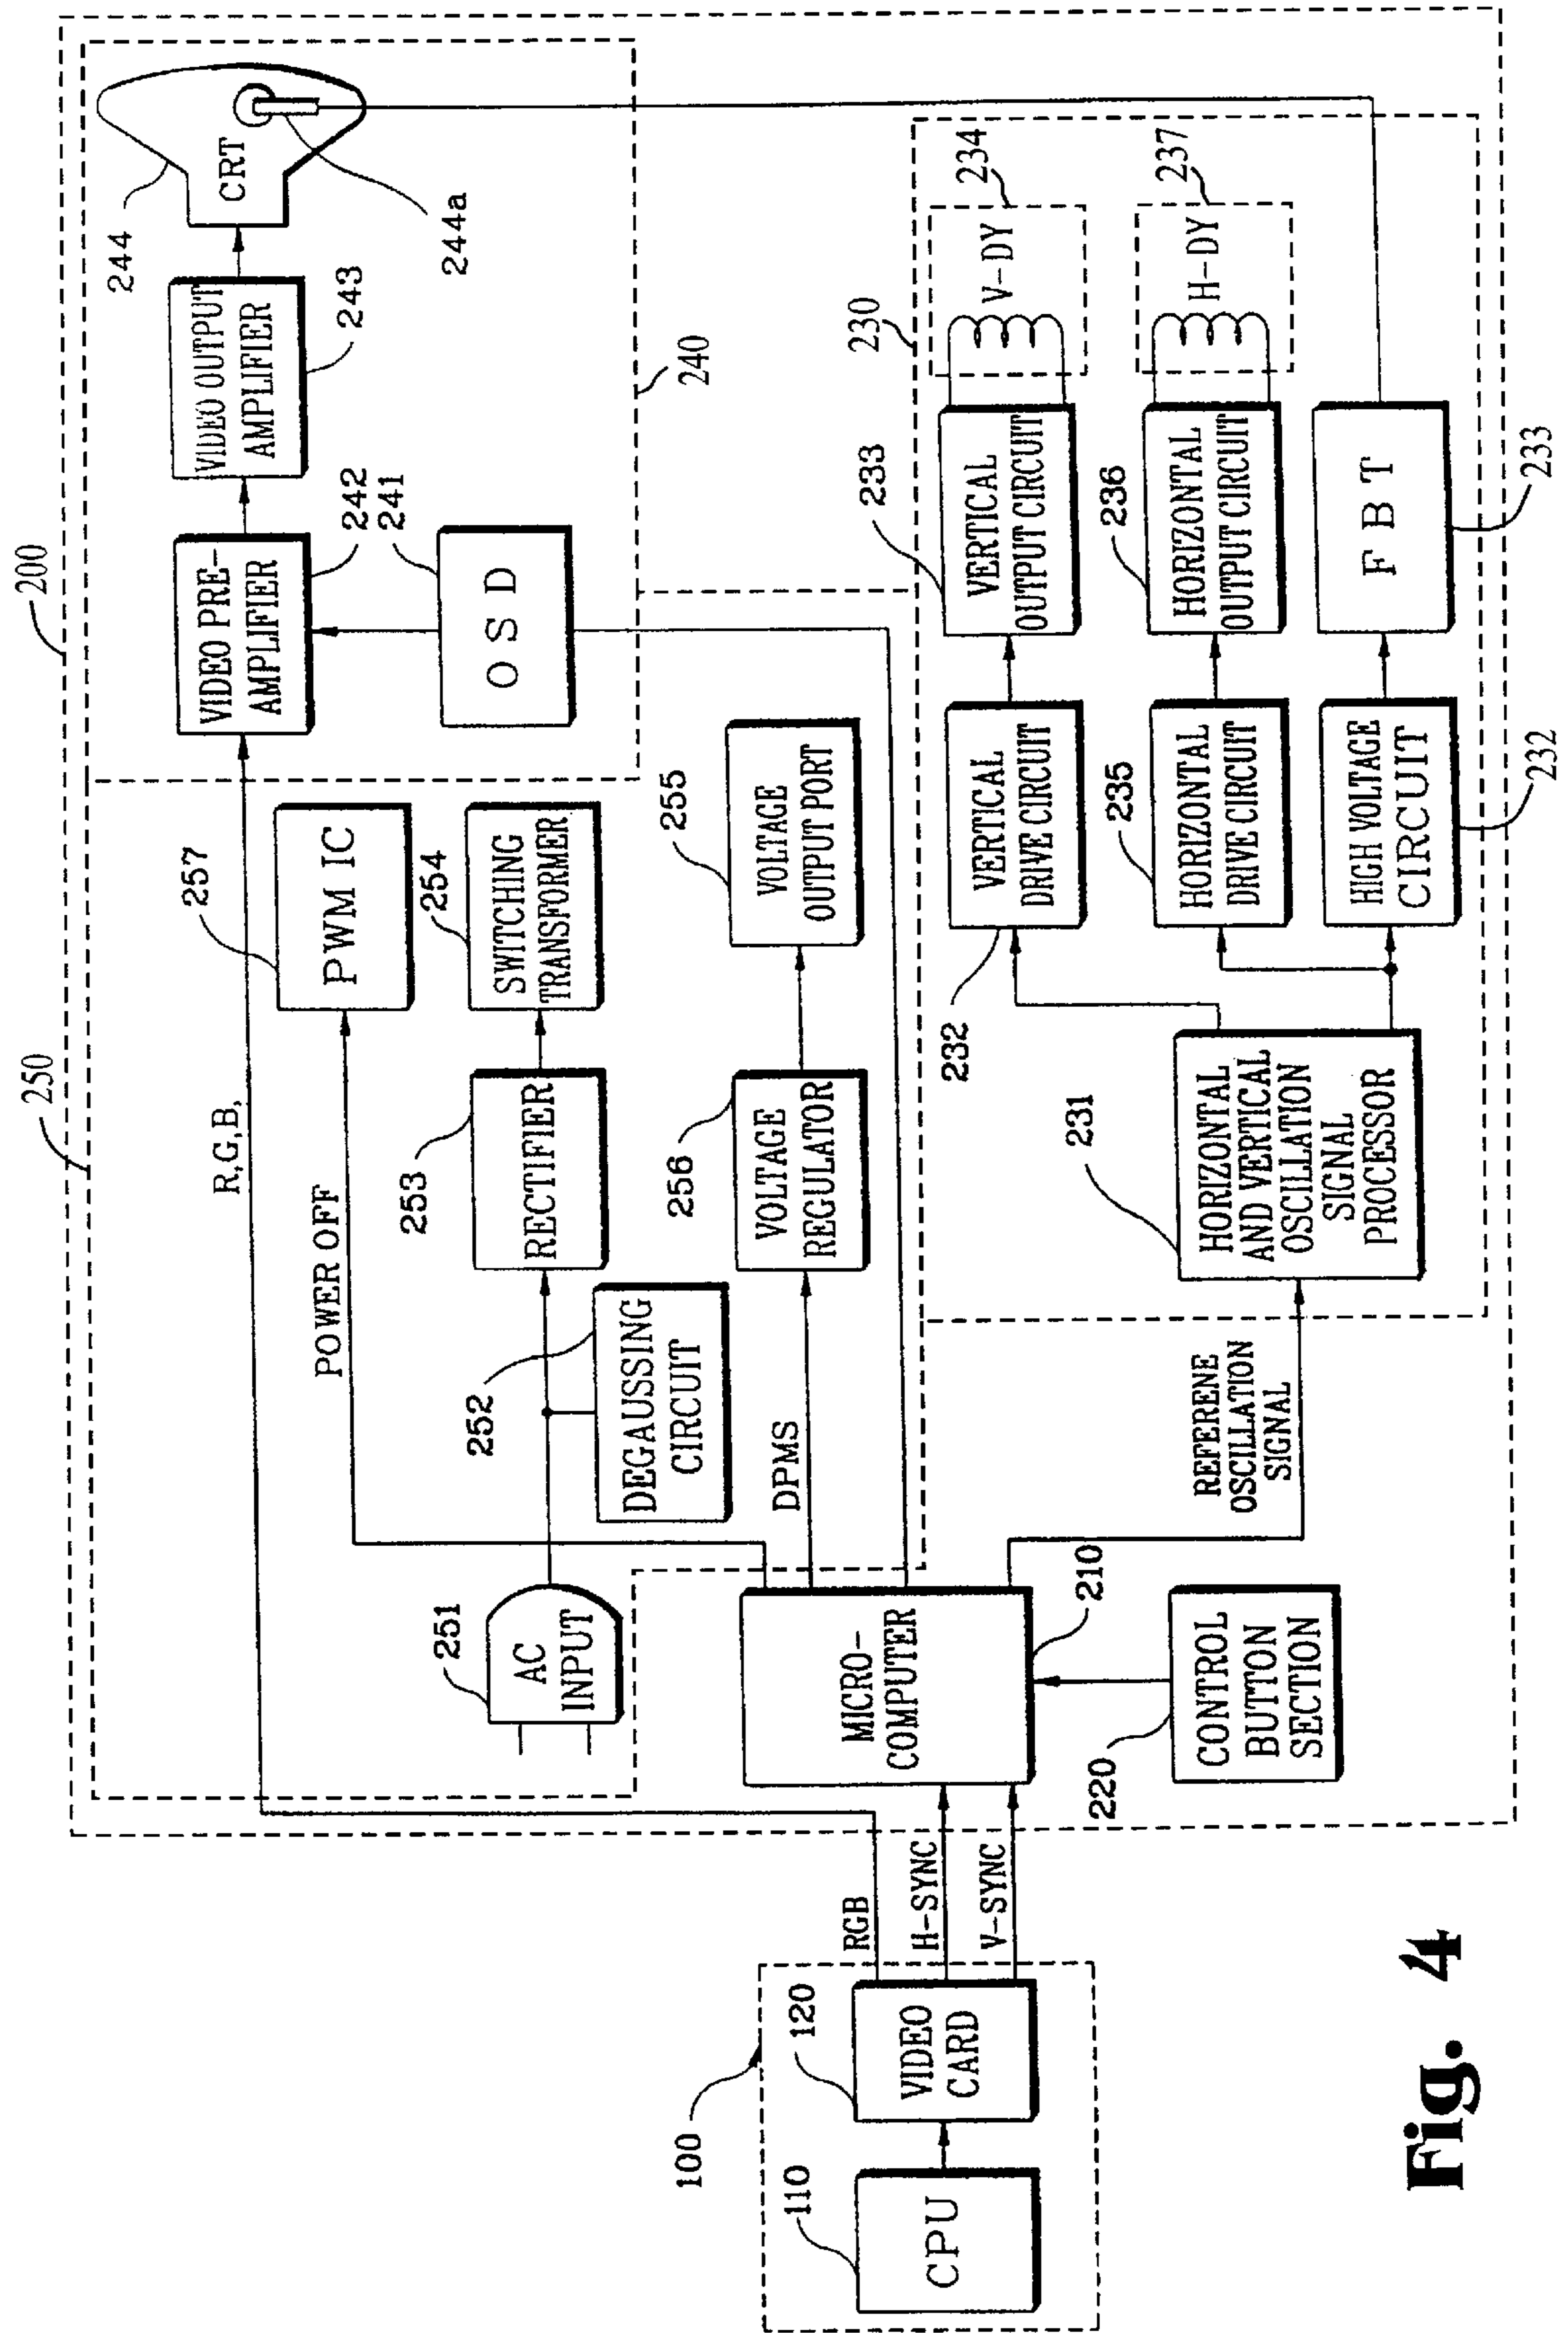 200
250
R,G,B,
257
PWM IC
POWER OFF
VIDEO PRE-
AMPLIFIER
242
VIDEO OUTPUT
AMPLIFIER
243
244
CRT
244a
241
O S D
240
251
AC
INPUT
252
DEGAUSSING
CIRCUIT
253
RECTIFIER
254
SWITCHING
TRANSFORMER
DPMS
256
VOLTAGE
REGULATOR
255
VOLTAGE
OUTPUT PORT
100
110
CPU
120
VIDEO
CARD
RGB
H-SYNC
V-SYNC
MICRO-
COMPUTER
210
220
CONTROL
BUTTON
SECTION
REFERENE
OSCILLATION
SIGNAL
230
231
HORIZONTAL
AND VERTICAL
OSCILLATION
SIGNAL
PROCESSOR
232
VERTICAL
DRIVE CIRCUIT
233
VERTICAL
OUTPUT CIRCUIT
234
V-DY
235
HORIZONTAL
DRIVE CIRCUIT
236
HORIZONTAL
OUTPUT CIRCUIT
237
H-DY
HIGH VOLTAGE
CIRCUIT
232
F B T
233
Fig. 4